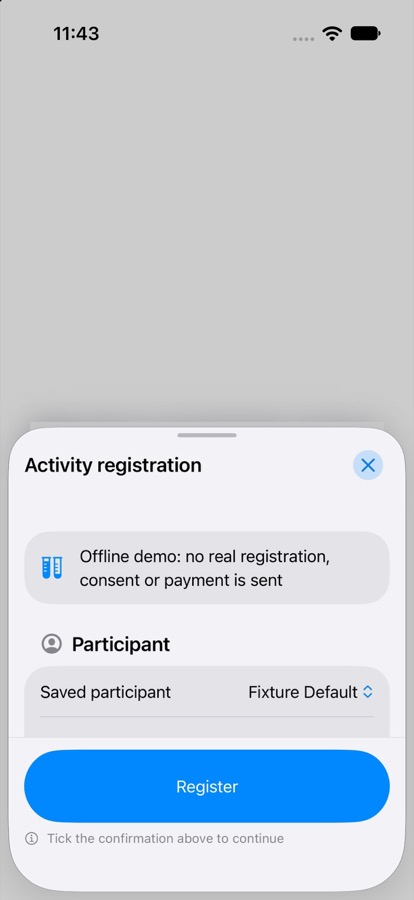 11:43
Activity registration
Offline demo: no real registration,
consent or payment is sent
Participant
Saved participant Fixture Default
Register
Tick the confirmation above to continue